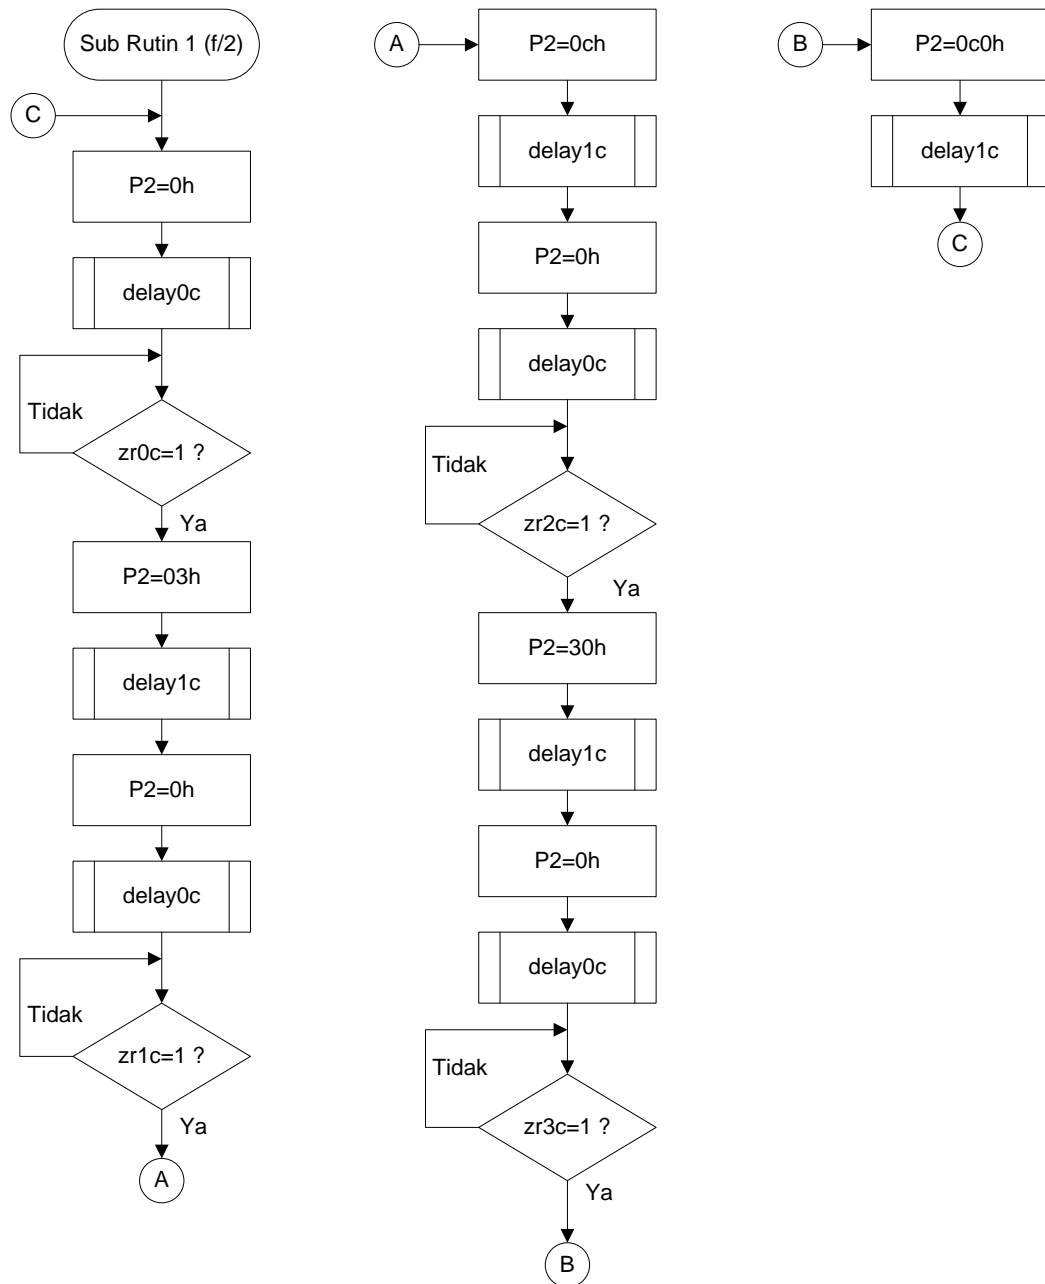 Sub Rutin 1 (f/2)
C
P2=0h
delay0c
Tidak
zr0c=1 ?
Ya
P2=03h
delay1c
P2=0h
delay0c
Tidak
zr1c=1 ?
Ya
A
A
P2=0ch
delay1c
P2=0h
delay0c
Tidak
zr2c=1 ?
Ya
P2=30h
delay1c
P2=0h
delay0c
Tidak
zr3c=1 ?
Ya
B
B
P2=0c0h
delay1c
C